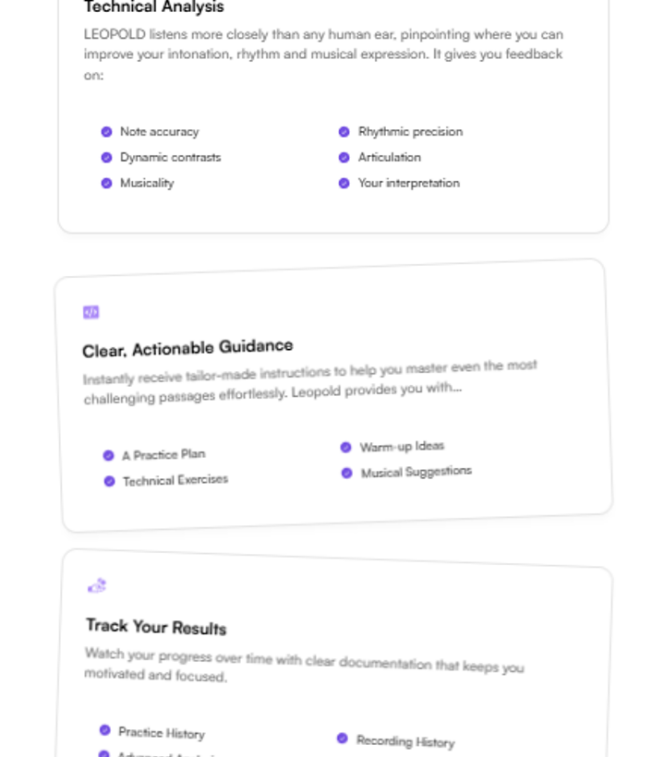 Technical Analysis
LEOPOLD listens more closely than any human ear, pinpointing where you can
improve your intonation, rhythm and musical expression. It gives you feedback
on:
Note accuracy
Rhythmic precision
Dynamic contrasts
Articulation
Musicality
Your interpretation
Clear, Actionable Guidance
Instantly receive tailor-made instructions to help you master even the most
challenging passages effortlessly. Leopold provides you with...
A Practice Plan
Warm-up Ideas
Technical Exercises
Musical Suggestions
Track Your Results
Watch your progress over time with clear documentation that keeps you
motivated and focused.
Practice History
Recording History